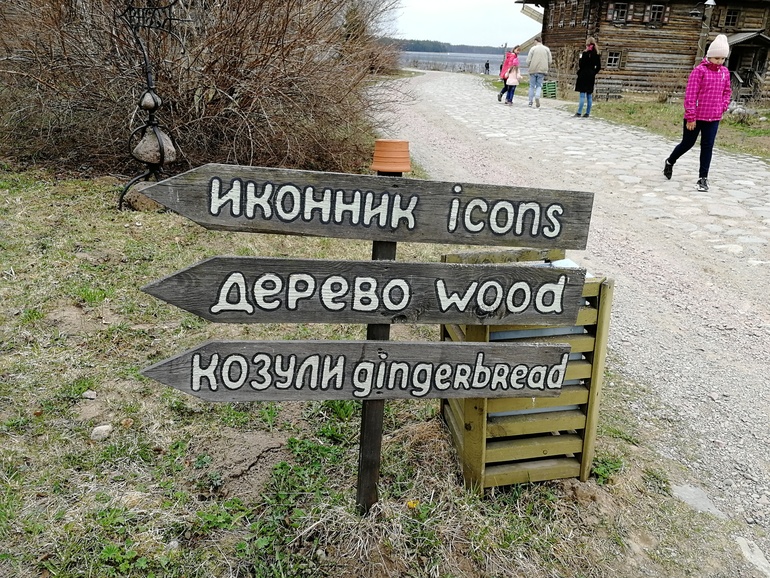 иконник icons
дерево wood
козули gingerbread